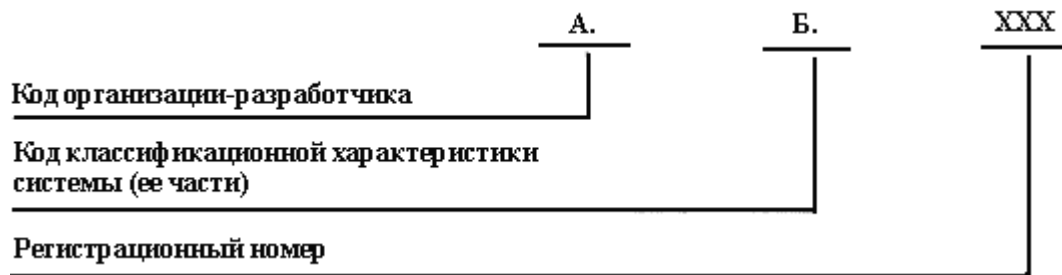 А. Б. XXX
Код организации-разработчика
Код классификационной характеристики
системы (ее части)
Регистрационный номер